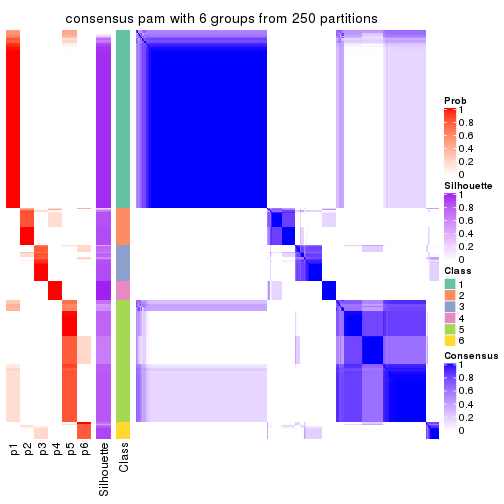 consensus pam with 6 groups from 250 partitions
Prob
1
0.8
0.6
0.4
0.2
0
Silhouette
1
0.8
0.6
0.4
0.2
0
Class
1
2
3
4
5
6
Consensus
1
0.8
0.6
0.4
0.2
0
p1
p2
p3
p4
p5
p6
Silhouette
Class